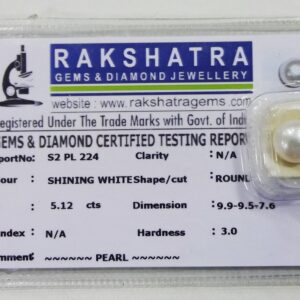 RAKSHATRA
GEMS & DIAMOND JEWELLERY
website : www.rakshatragems.com
egistered Under The Trade Marks with Govt. of Indi
EMS & DIAMOND CERTIFIED TESTING REPOR
portNo: S2 PL 224 Clarity : N/A
our : SHINING WHITE Shape/cut : ROUND
: 5.12 cts Dimension : 9.9-9.5-7.6
Index : N/A Hardness : 3.0
mment : ~~~~~~ PEARL ~~~~~~